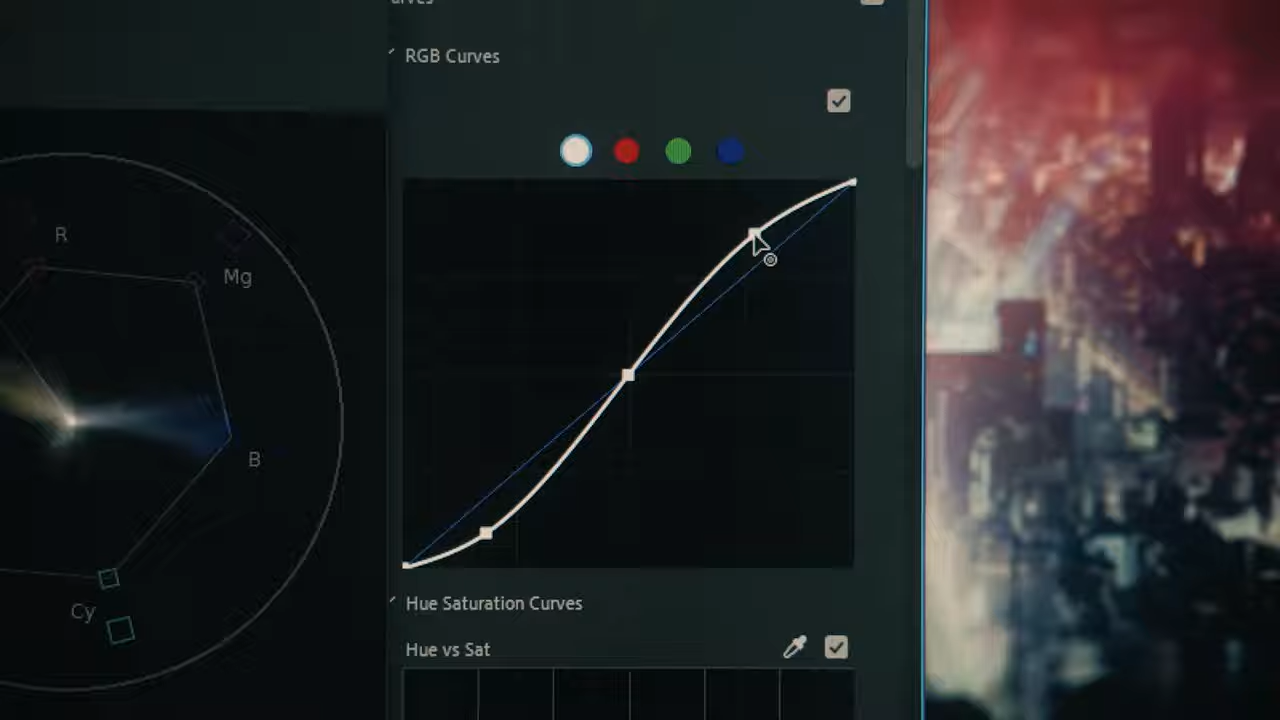 RGB Curves
R
Mg
B
Cy
Hue Saturation Curves
Hue vs Sat